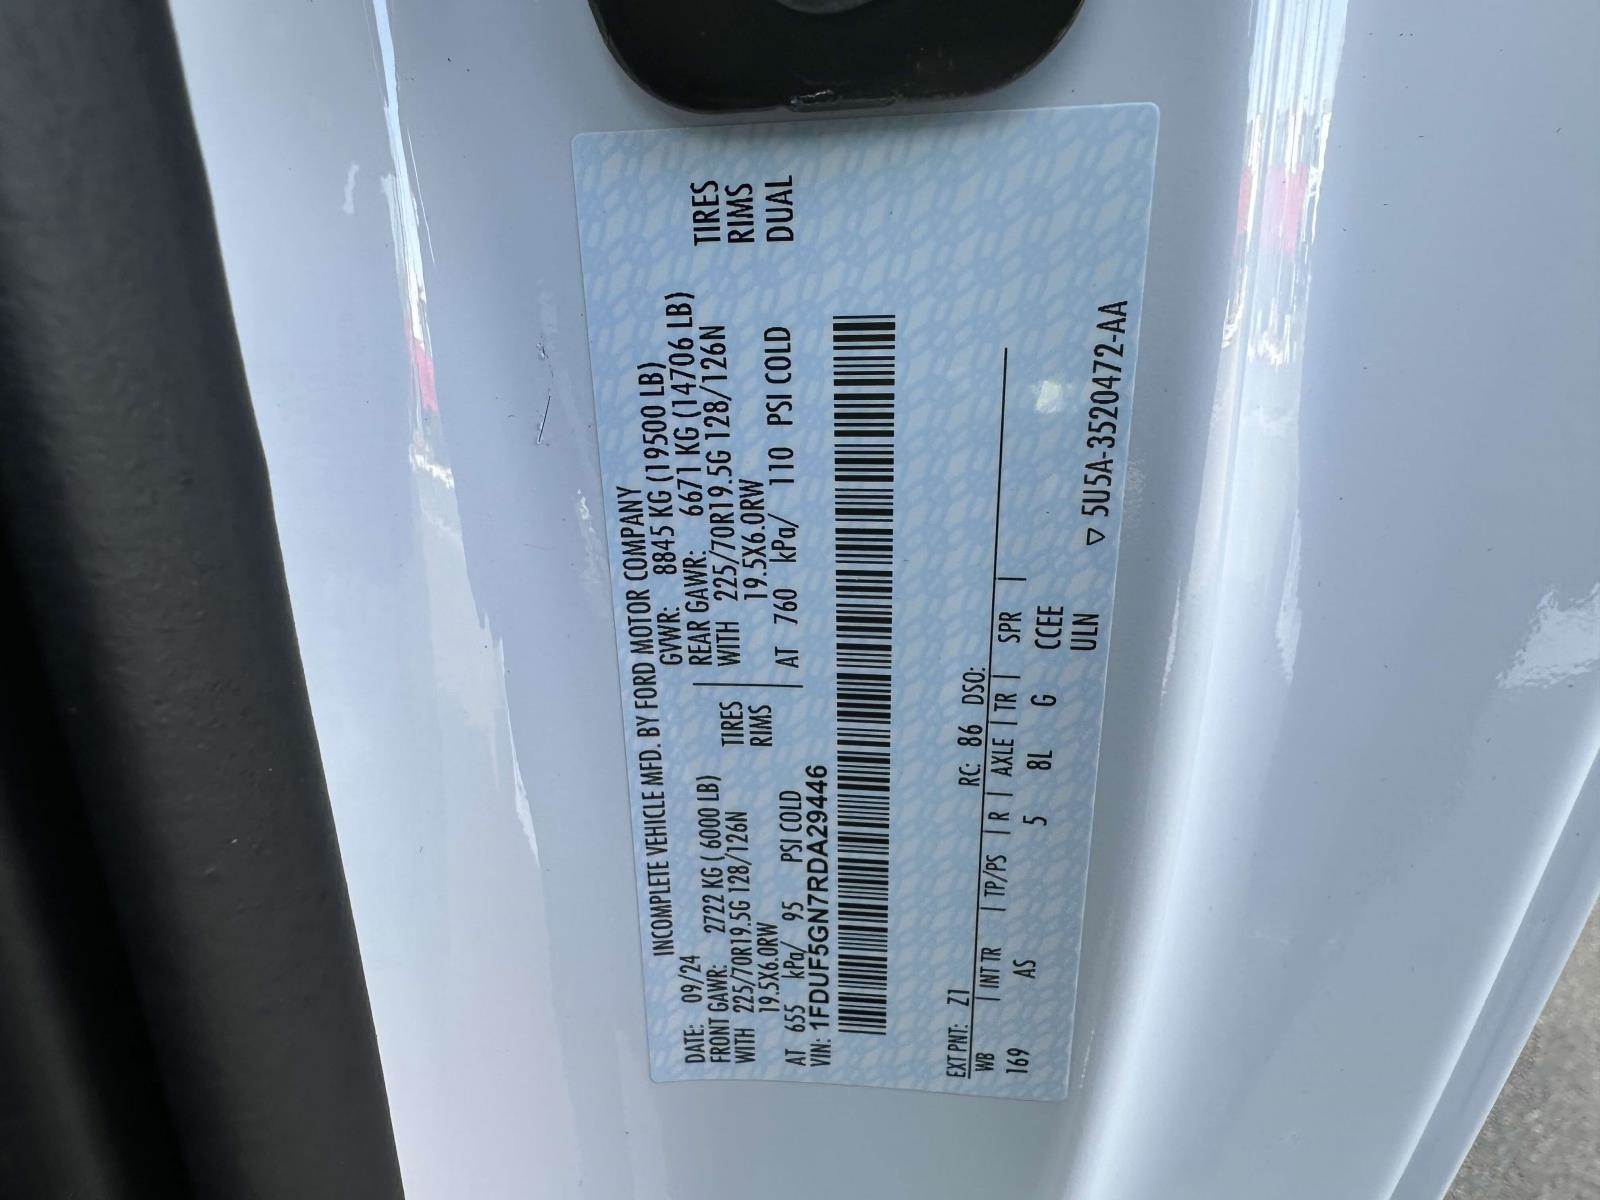 INCOMPLETE VEHICLE MFD. BY FORD MOTOR COMPANY
DATE: 09/24 GVWR: 8845 KG (19500 LB)
FRONT GAWR: 2722 KG (6000 LB) REAR GAWR: 6671 KG (14706 LB)
WITH 225/70R19.5G 128/126N TIRES WITH 225/70R19.5G 128/126N TIRES
19.5X6.0RW RIMS 19.5X6.0RW RIMS
AT 655 kPa/ 95 PSI COLD AT 760 kPa/ 110 PSI COLD DUAL
VIN: 1FDUF5GN7RDA29446
EXT PNT: Z1 RC: 86 DSO:
WB | INT TR | TP/PS | R | AXLE | TR | SPR |
169 AS 5 8L G CCEE
ULN
▽ 5U5A-3520472-AA